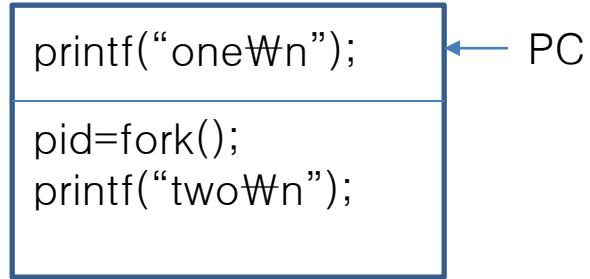 printf(“one₩n”);
PC
pid=fork();
printf(“two₩n”);